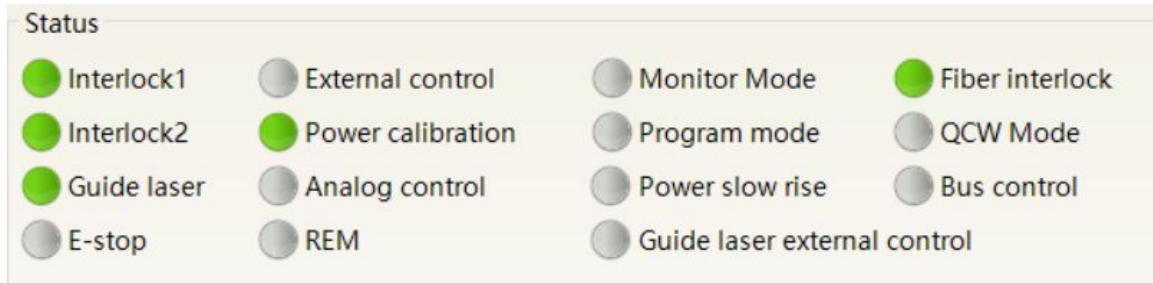 Status
Interlock1 External control Monitor Mode Fiber interlock
Interlock2 Power calibration Program mode QCW Mode
Guide laser Analog control Power slow rise Bus control
E-stop REM Guide laser external control